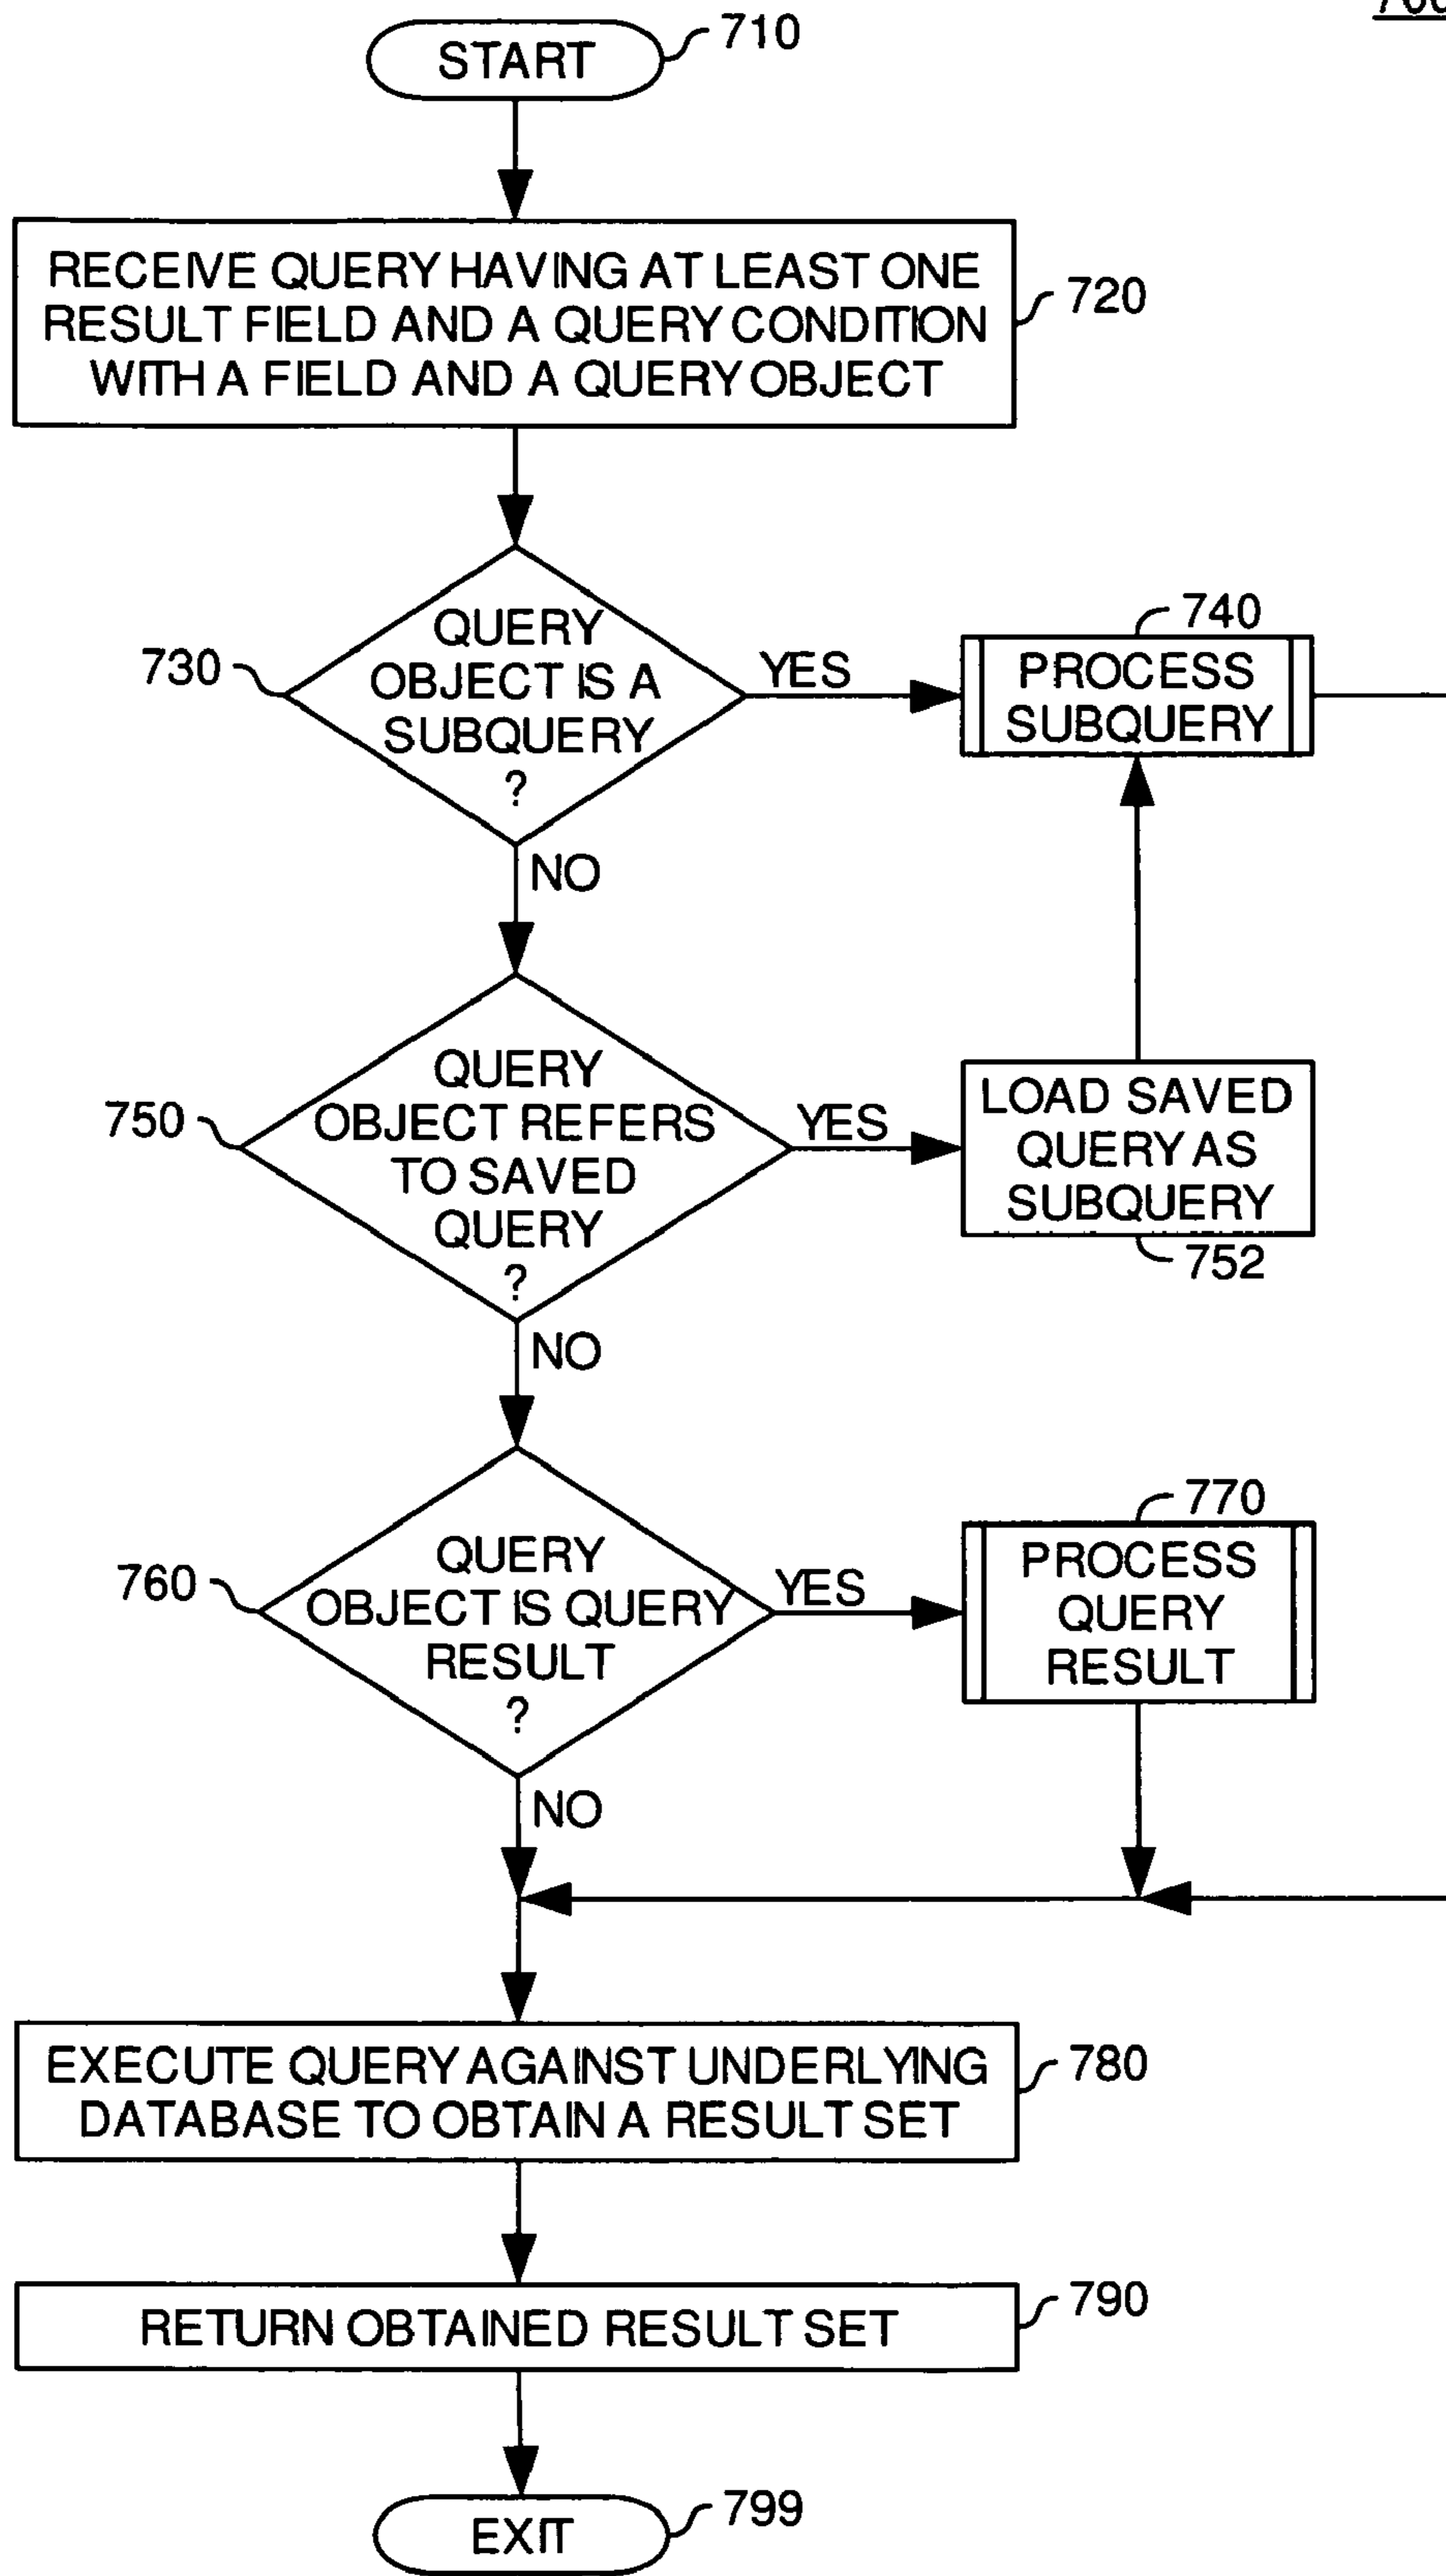 START
710
RECEIVE QUERY HAVING AT LEAST ONE
RESULT FIELD AND A QUERY CONDITION
WITH A FIELD AND A QUERY OBJECT
720
730
QUERY
OBJECT IS A
SUBQUERY
?
YES
NO
740
PROCESS
SUBQUERY
750
QUERY
OBJECT REFERS
TO SAVED
QUERY
?
YES
NO
LOAD SAVED
QUERY AS
SUBQUERY
752
760
QUERY
OBJECT IS QUERY
RESULT
?
YES
NO
770
PROCESS
QUERY
RESULT
EXECUTE QUERY AGAINST UNDERLYING
DATABASE TO OBTAIN A RESULT SET
780
RETURN OBTAINED RESULT SET
790
EXIT
799